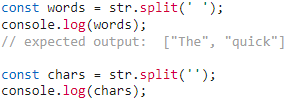 const words = str.split(' ');
console.log(words);
// expected output:  ["The", "quick"]
const chars = str.split('');
console.log(chars);